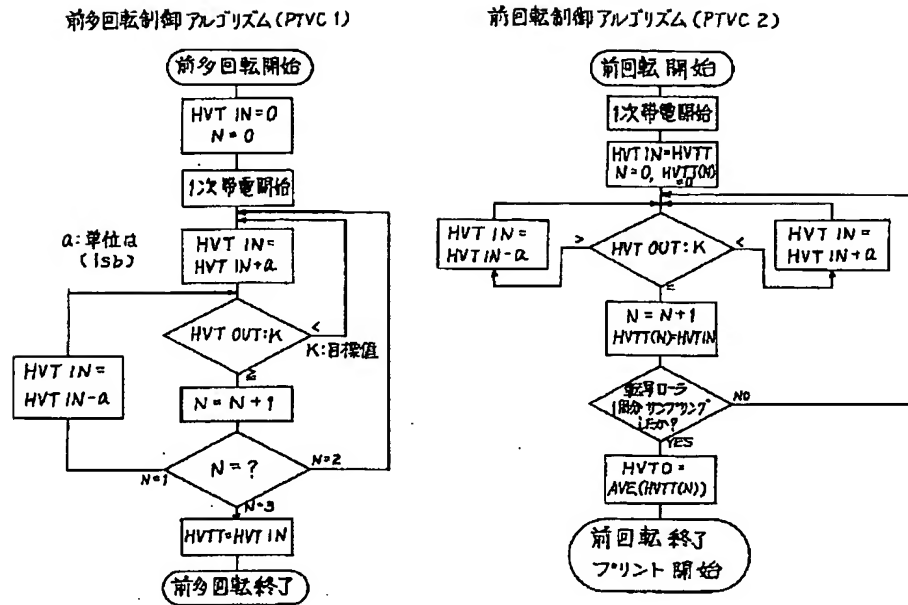 前多回転制御アルゴリズム(PTVC 1)
前多回転開始
HVT IN=0
N=0
1次帯電開始
a:単位は
(lsb)
HVT IN=
HVT IN+a
HVT OUT:K
<
K:目標値
≧
HVT IN=
HVT IN-a
N=N+1
N=?
N=1
N=2
N=3
HVTT=HVT IN
前多回転終了
前回転制御アルゴリズム(PTVC 2)
前回転開始
1次帯電開始
HVT IN=HVTT
N=0, HVTT(N)
=0
HVT IN=
HVT IN-a
>
HVT OUT:K
<
HVT IN=
HVT IN+a
=
N=N+1
HVTT(N)=HVTIN
転写ローラ
1周分サンプリング
したか?
NO
YES
HVT0=
AVE(HVTT(N))
前回転終了
プリント開始